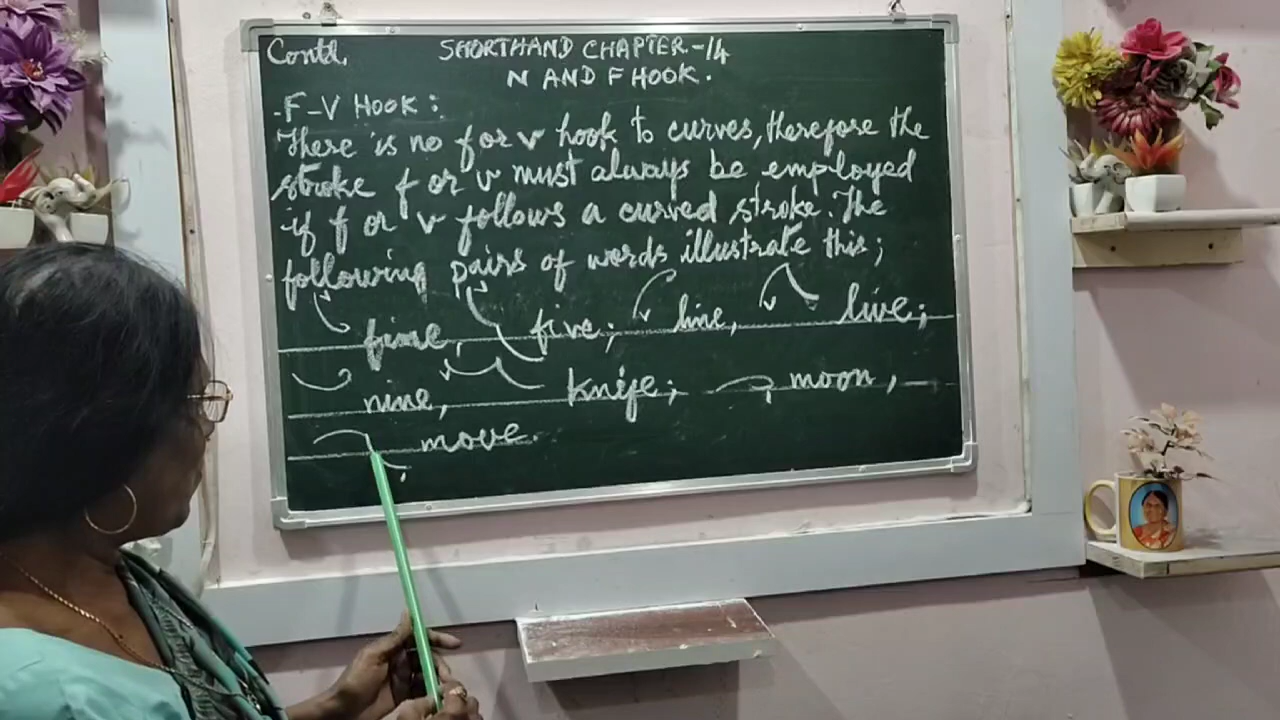 Contd. SHORTHAND CHAPTER-14
N AND F HOOK.
-F-V HOOK:
There is no f or v hook to curves, therefore the
stroke f or v must always be employed
if f or v follows a curved stroke. The
following pairs of words illustrate this;
fine, five; line, live;
nine, knife; moon,
move.